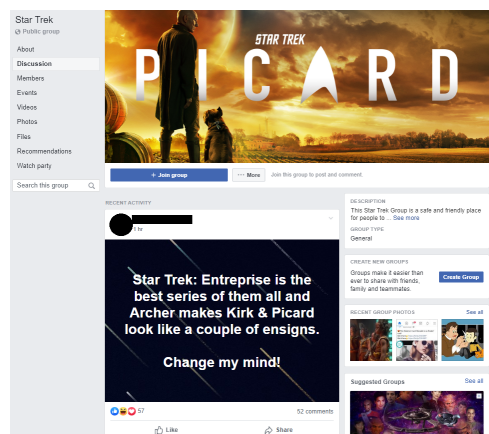 Star Trek
Public group
About
Discussion
Members
Events
Videos
Photos
Files
Recommendations
Watch party
Search this group
STAR TREK
PICARD
+ Join group
··· More
Join this group to post and comment.
RECENT ACTIVITY
1 hr
Star Trek: Entreprise is the
best series of them all and
Archer makes Kirk & Picard
look like a couple of ensigns.
Change my mind!
57
52 comments
Like
Share
DESCRIPTION
This Star Trek Group is a safe and friendly place
for people to ... See more
GROUP TYPE
General
CREATE NEW GROUPS
Groups make it easier than
ever to share with friends,
family and teammates.
Create Group
RECENT GROUP PHOTOS
See all
Suggested Groups
See all